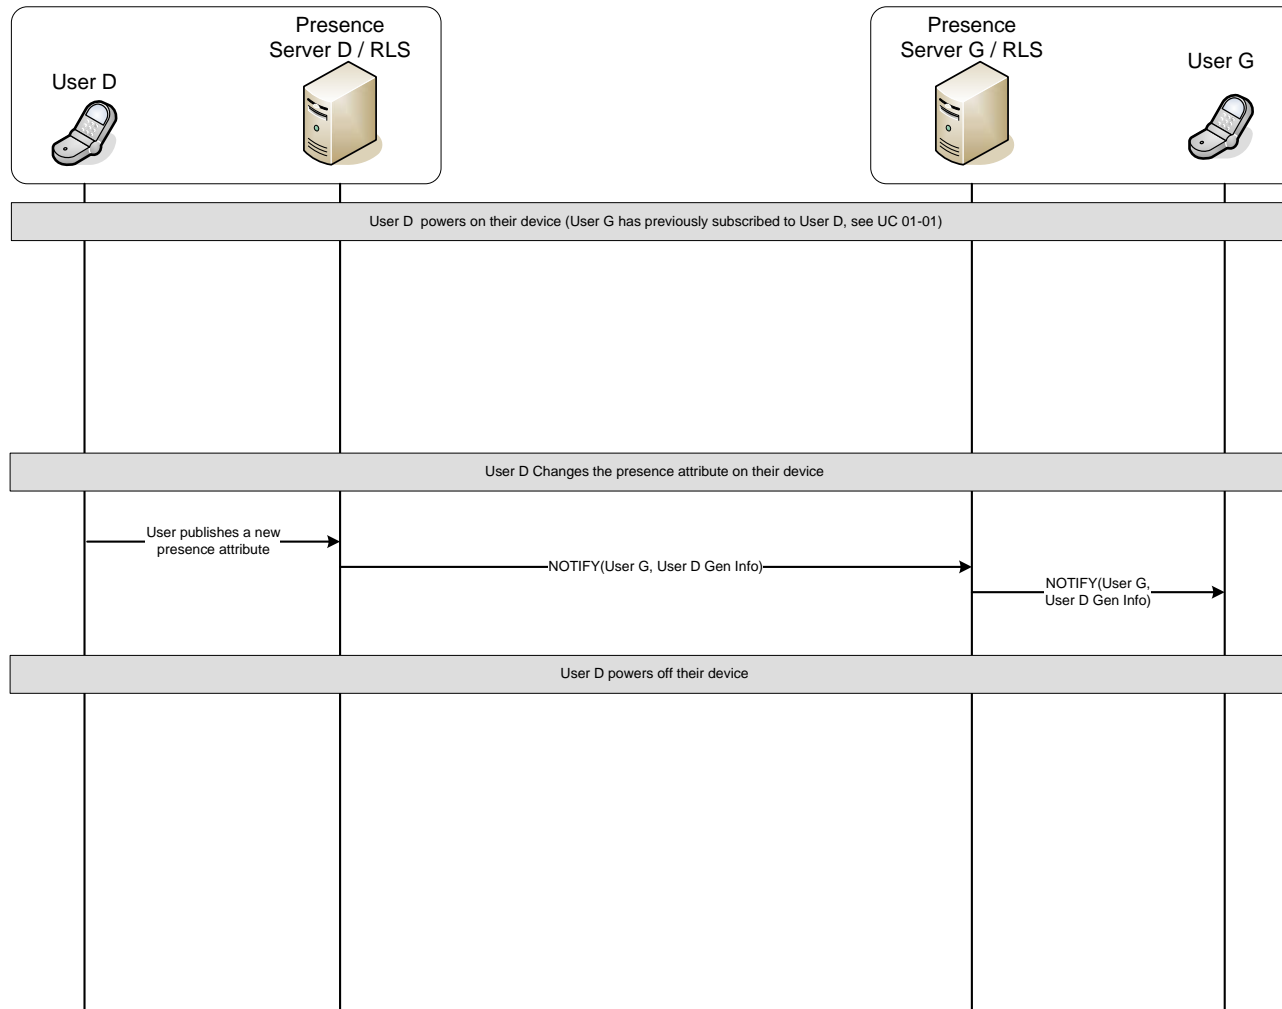 User D
Presence
Server D / RLS
Presence
Server G / RLS
User G
User D  powers on their device (User G has previously subscribed to User D, see UC 01-01)
User D Changes the presence attribute on their device
User publishes a new
presence attribute
NOTIFY(User G, User D Gen Info)
NOTIFY(User G,
User D Gen Info)
User D powers off their device